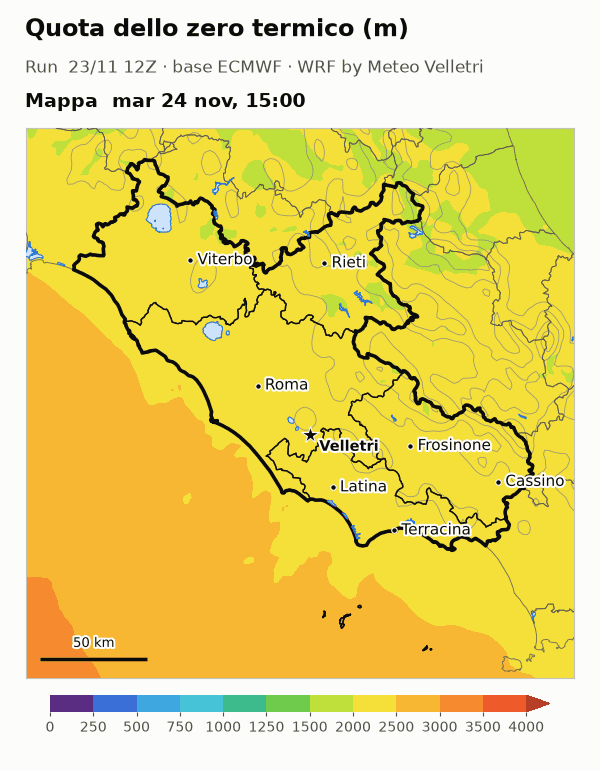 Quota dello zero termico (m)
Run  23/11 12Z · base ECMWF · WRF by Meteo Velletri
Mappa  mar 24 nov, 15:00
Viterbo
Rieti
Roma
Velletri
Frosinone
Latina
Cassino
Terracina
50 km
0 250 500 750 1000 1250 1500 2000 2500 3000 3500 4000